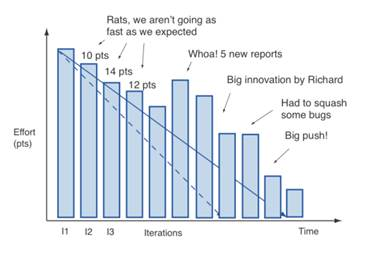 Rats, we aren't going as
fast as we expected
10 pts
14 pts
12 pts
Whoa! 5 new reports
Big innovation by Richard
Had to squash
some bugs
Big push!
Effort
(pts)
I1
I2
I3
Iterations
Time